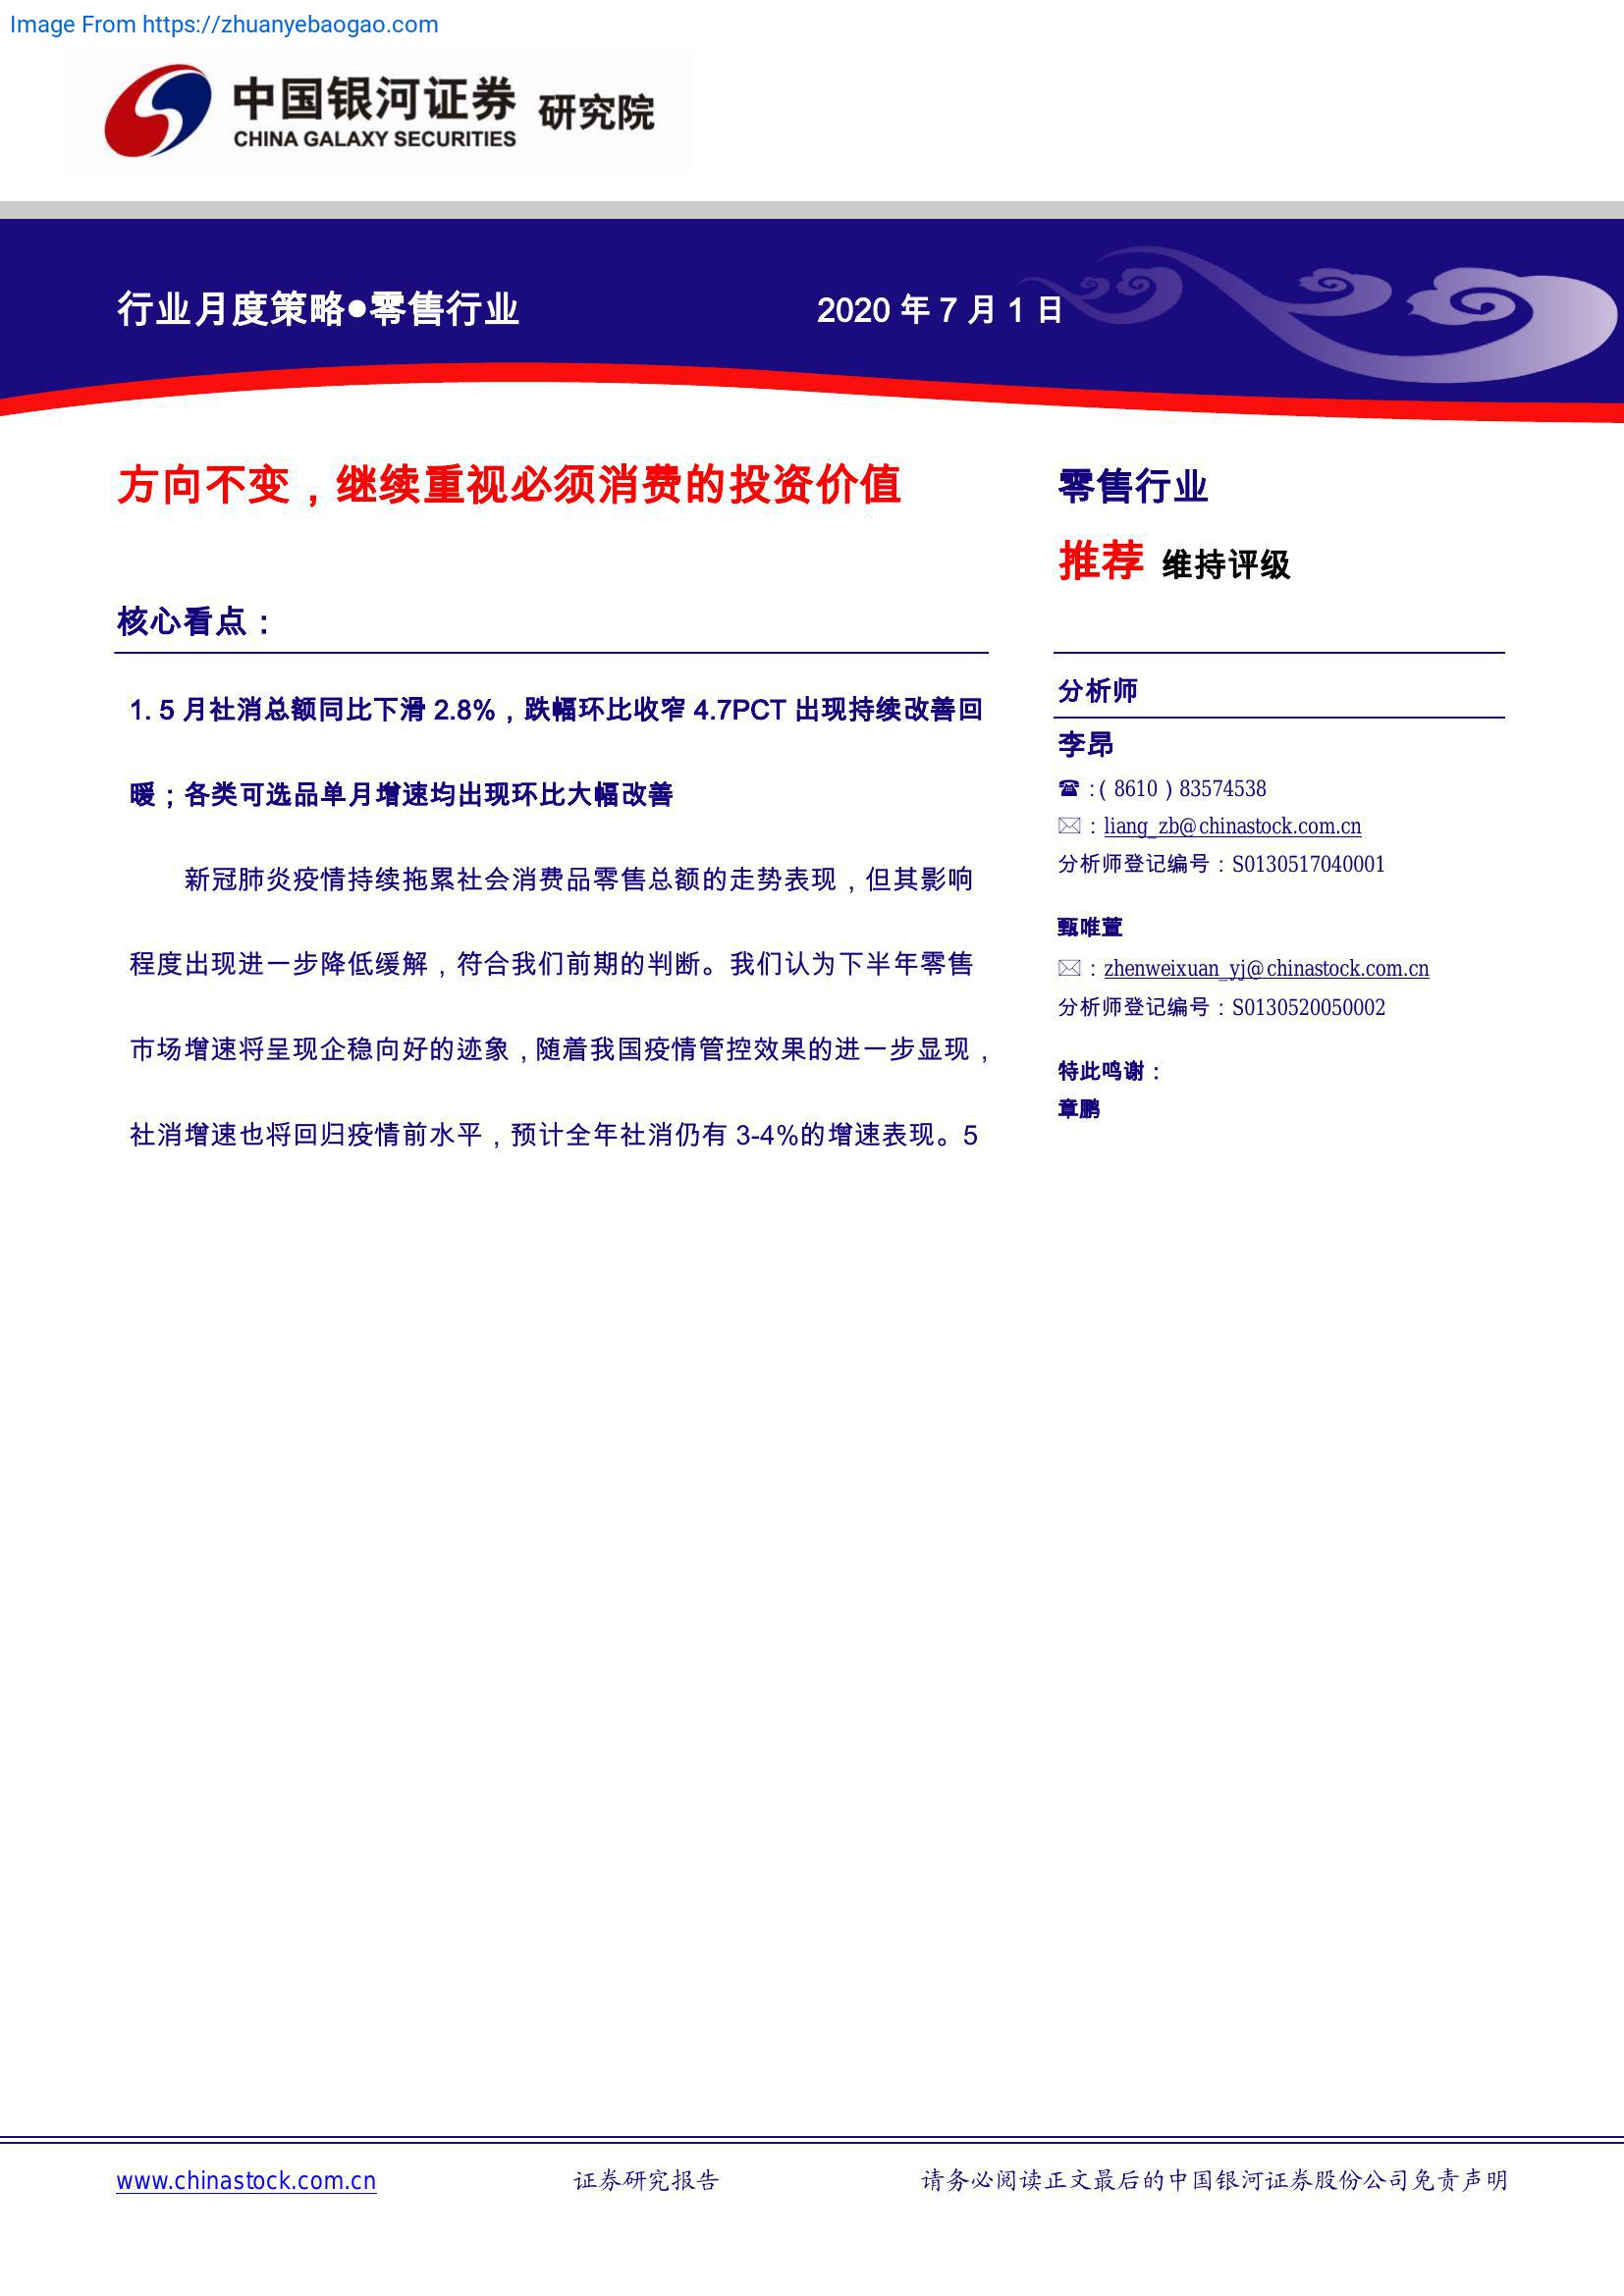 Image From https://zhuanyebaogao.com
中国银河证券 研究院
CHINA GALAXY SECURITIES
行业月度策略●零售行业 2020 年 7 月 1 日
方向不变，继续重视必须消费的投资价值
核心看点：
1. 5 月社消总额同比下滑 2.8%，跌幅环比收窄 4.7PCT 出现持续改善回
暖；各类可选品单月增速均出现环比大幅改善
新冠肺炎疫情持续拖累社会消费品零售总额的走势表现，但其影响
程度出现进一步降低缓解，符合我们前期的判断。我们认为下半年零售
市场增速将呈现企稳向好的迹象，随着我国疫情管控效果的进一步显现，
社消增速也将回归疫情前水平，预计全年社消仍有 3-4%的增速表现。5
零售行业
推荐 维持评级
分析师
李昂
☎：（8610）83574538
✉：liang_zb@chinastock.com.cn
分析师登记编号：S0130517040001
甄唯萱
✉：zhenweixuan_yj@chinastock.com.cn
分析师登记编号：S0130520050002
特此鸣谢：
章鹏
www.chinastock.com.cn 证券研究报告 请务必阅读正文最后的中国银河证券股份公司免责声明